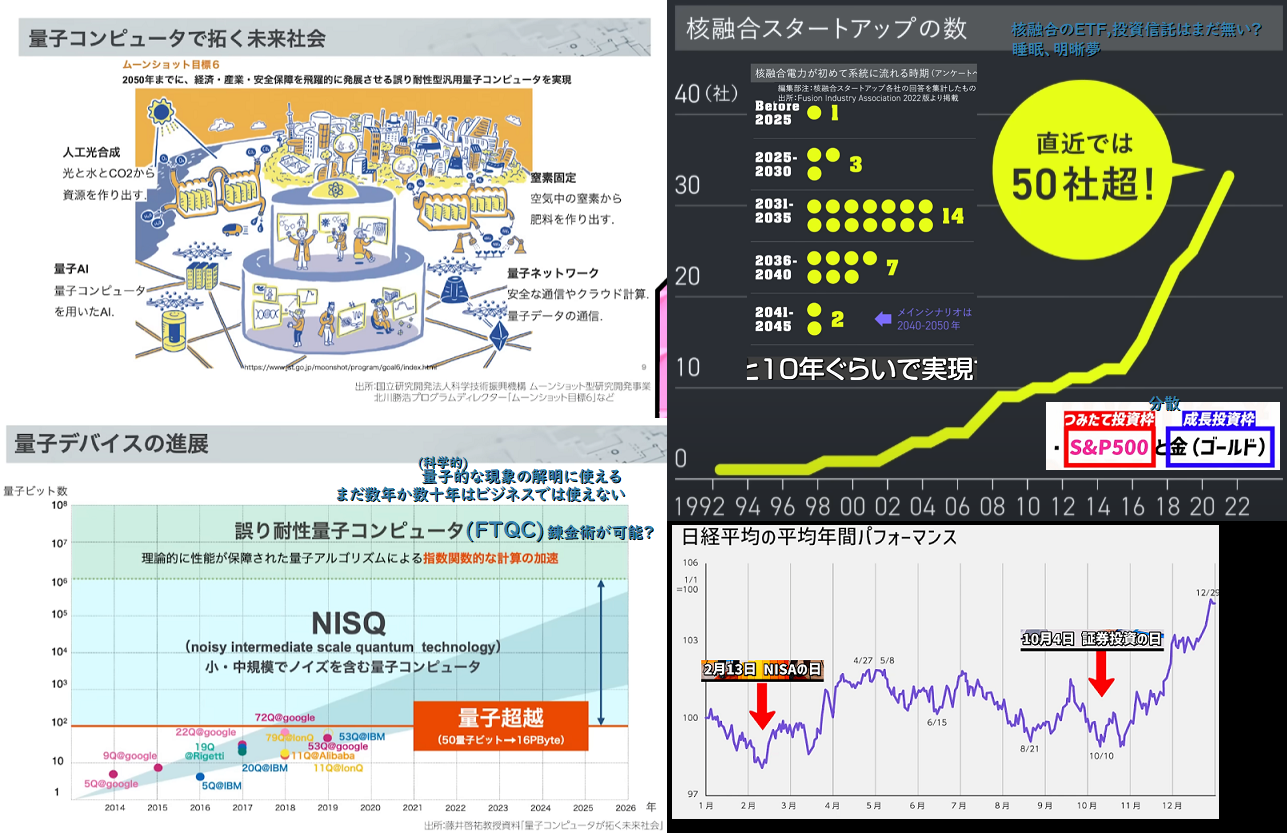 量子コンピュータで拓く未来社会
ムーンショット目標6
2050年までに、経済・産業・安全保障を飛躍的に発展させる誤り耐性型汎用量子コンピュータを実現
人工光合成
光と水とCO2から
資源を作り出す.
窒素固定
空気中の窒素から
肥料を作り出す.
量子AI
量子コンピュータ
を用いたAI.
量子ネットワーク
安全な通信やクラウド計算.
量子データの通信.
https://www.jst.go.jp/moonshot/program/goal6/index.html
9
出所:国立研究開発法人科学技術振興機構 ムーンショット型研究開発事業
北川勝浩プログラムディレクター「ムーンショット目標6」など
核融合スタートアップの数
核融合のETF,投資信託はまだ無い?
睡眠、明晰夢
40(社)
30
20
10
0
核融合電力が初めて系統に流れる時期(アンケート
編集部注:核融合スタートアップ各社の回答を集計したもの
出所:Fusion Industry Association 2022版より掲載
Before 2025
1
2025-2030
3
2031-2035
14
2036-2040
7
2041-2045
2
メインシナリオは
2040-2050年
と10年ぐらいで実現
直近では
50社超!
分散
つみたて投資枠
成長投資枠
・S&P500と金(ゴールド)
1992 94 96 98 00 02 04 06 08 10 12 14 16 18 20 22
量子デバイスの進展
(科学的)
量子的な現象の解明に使える
まだ数年か数十年はビジネスでは使えない
量子ビット数
10⁸
10⁷
10⁶
10⁵
10⁴
10³
10²
10
1
誤り耐性量子コンピュータ(FTQC) 錬金術が可能?
理論的に性能が保障された量子アルゴリズムによる指数関数的な計算の加速
NISQ
(noisy intermediate scale quantum technology)
小・中規模でノイズを含む量子コンピュータ
量子超越
(50量子ビット→16PByte)
72Q@google
22Q@google
79Q@IonQ
53Q@IBM
19Q
@Rigetti
53Q@google
9Q@google
11Q@Alibaba
20Q@IBM
11Q@IonQ
5Q@google
5Q@IBM
2014 2015 2016 2017 2018 2019 2020 2021 2022 2023 2024 2025 2026 年
出所:藤井啓祐教授資料「量子コンピュータが拓く未来社会」
日経平均の平均年間パフォーマンス
106
1/1
=100
103
100
97
2月13日 NISAの日
10月4日 証券投資の日
4/27
5/8
6/15
8/21
10/10
12/29
1月 2月 3月 4月 5月 6月 7月 8月 9月 10月 11月 12月